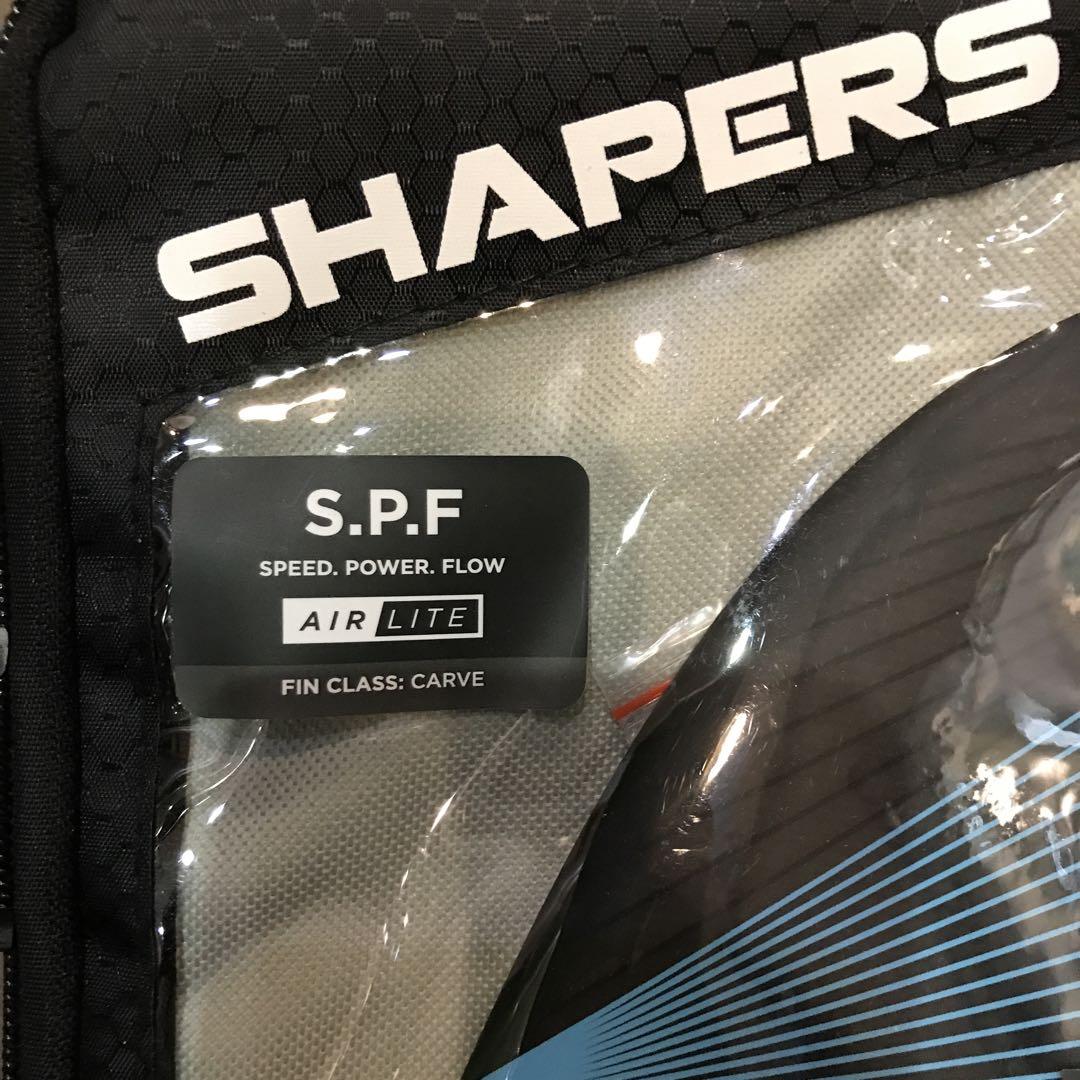 SHAPERS
S.P.F
SPEED. POWER. FLOW
AIR LITE
FIN CLASS: CARVE